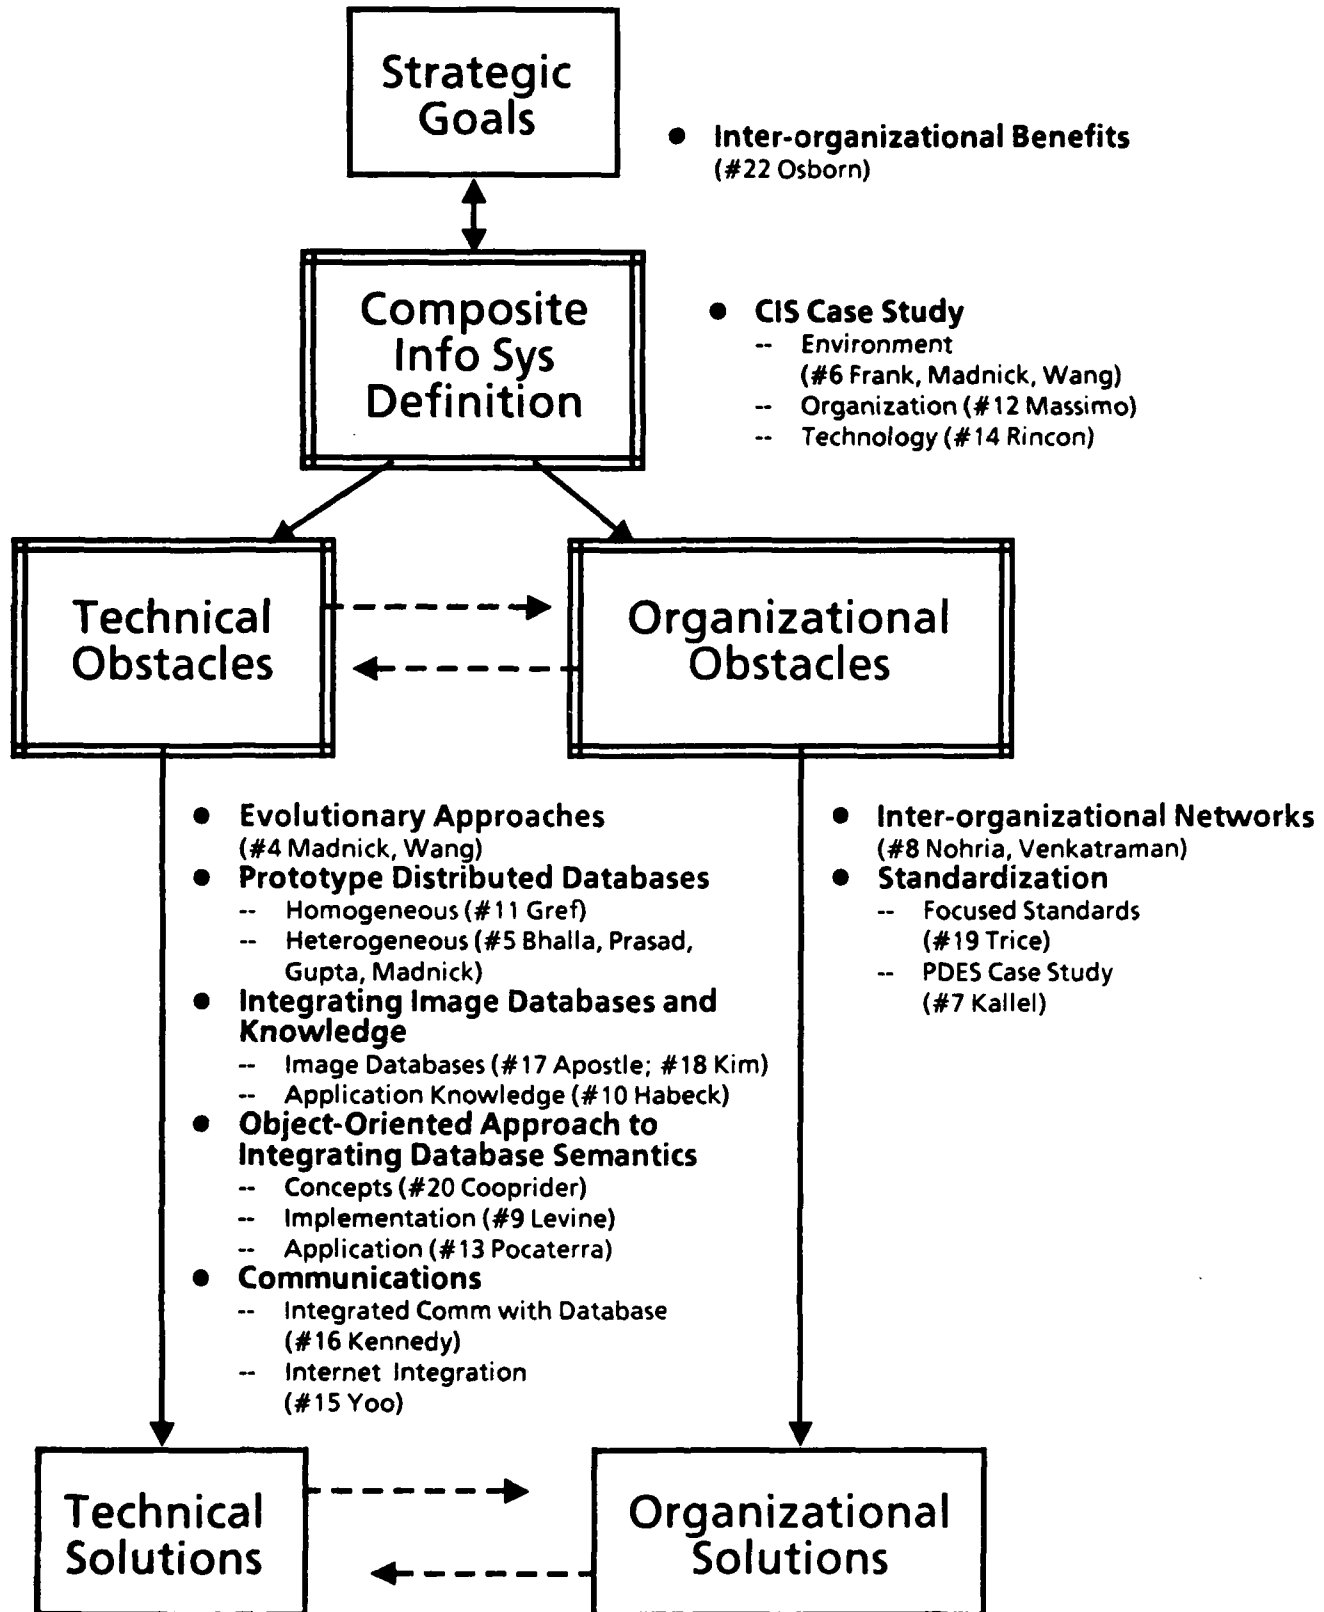 Strategic
Goals
● Inter-organizational Benefits
(#22 Osborn)
Composite
Info Sys
Definition
● CIS Case Study
-- Environment
(#6 Frank, Madnick, Wang)
-- Organization (#12 Massimo)
-- Technology (#14 Rincon)
Technical
Obstacles
Organizational
Obstacles
● Evolutionary Approaches
(#4 Madnick, Wang)
● Prototype Distributed Databases
-- Homogeneous (#11 Gref)
-- Heterogeneous (#5 Bhalla, Prasad,
Gupta, Madnick)
● Integrating Image Databases and
Knowledge
-- Image Databases (#17 Apostle; #18 Kim)
-- Application Knowledge (#10 Habeck)
● Object-Oriented Approach to
Integrating Database Semantics
-- Concepts (#20 Cooprider)
-- Implementation (#9 Levine)
-- Application (#13 Pocaterra)
● Communications
-- Integrated Comm with Database
(#16 Kennedy)
-- Internet Integration
(#15 Yoo)
● Inter-organizational Networks
(#8 Nohria, Venkatraman)
● Standardization
-- Focused Standards
(#19 Trice)
-- PDES Case Study
(#7 Kallel)
Technical
Solutions
Organizational
Solutions